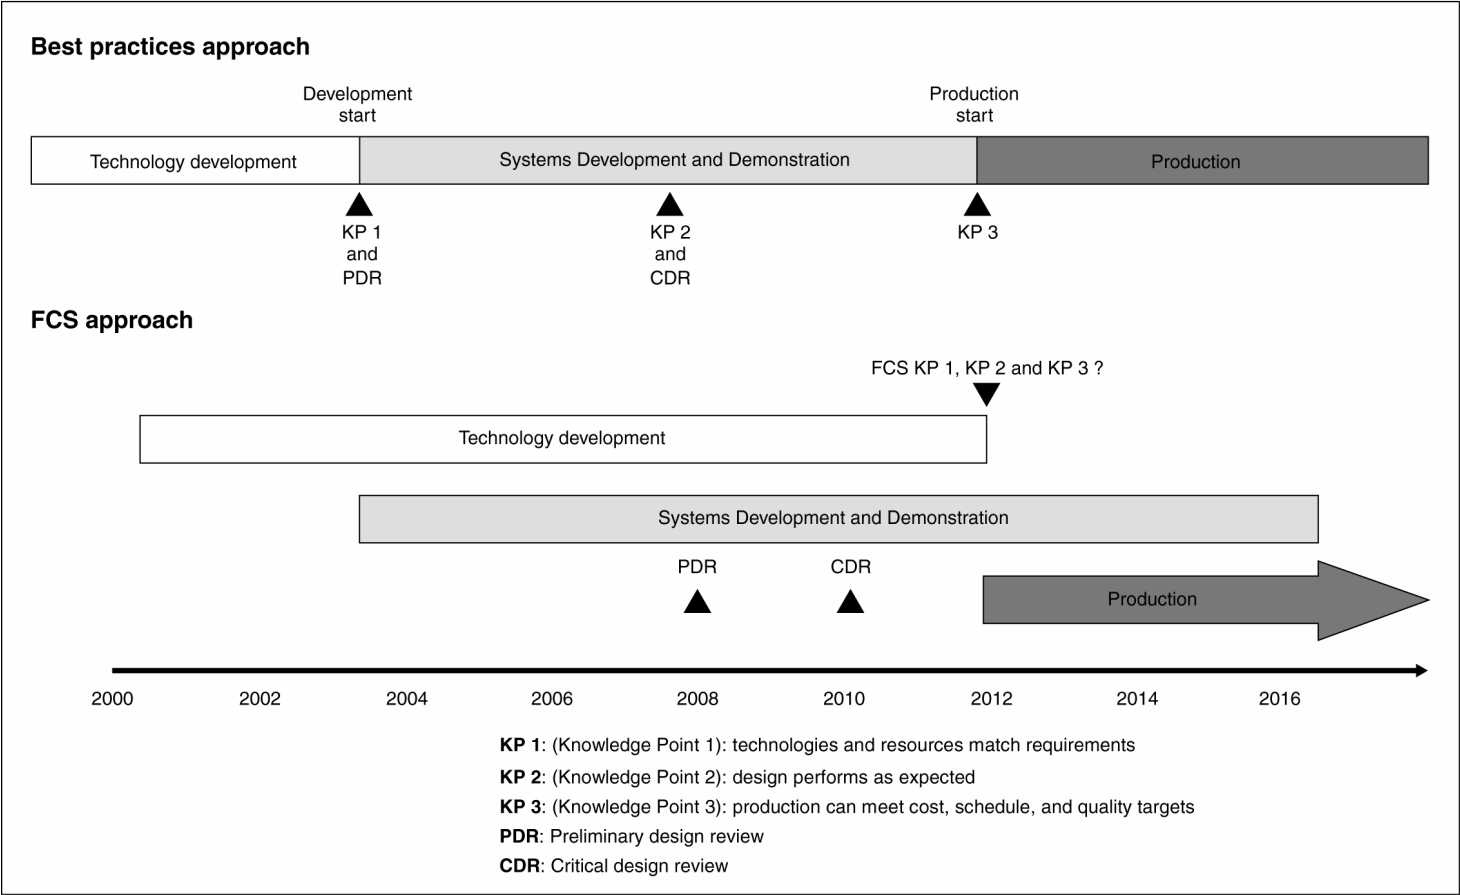 Best practices approach
Development
start
Production
start
Technology development
Systems Development and Demonstration
Production
KP 1
and
PDR
KP 2
and
CDR
KP 3
FCS approach
FCS KP 1, KP 2 and KP 3 ?
Technology development
Systems Development and Demonstration
PDR
CDR
Production
2000 2002 2004 2006 2008 2010 2012 2014 2016
KP 1: (Knowledge Point 1): technologies and resources match requirements
KP 2: (Knowledge Point 2): design performs as expected
KP 3: (Knowledge Point 3): production can meet cost, schedule, and quality targets
PDR: Preliminary design review
CDR: Critical design review